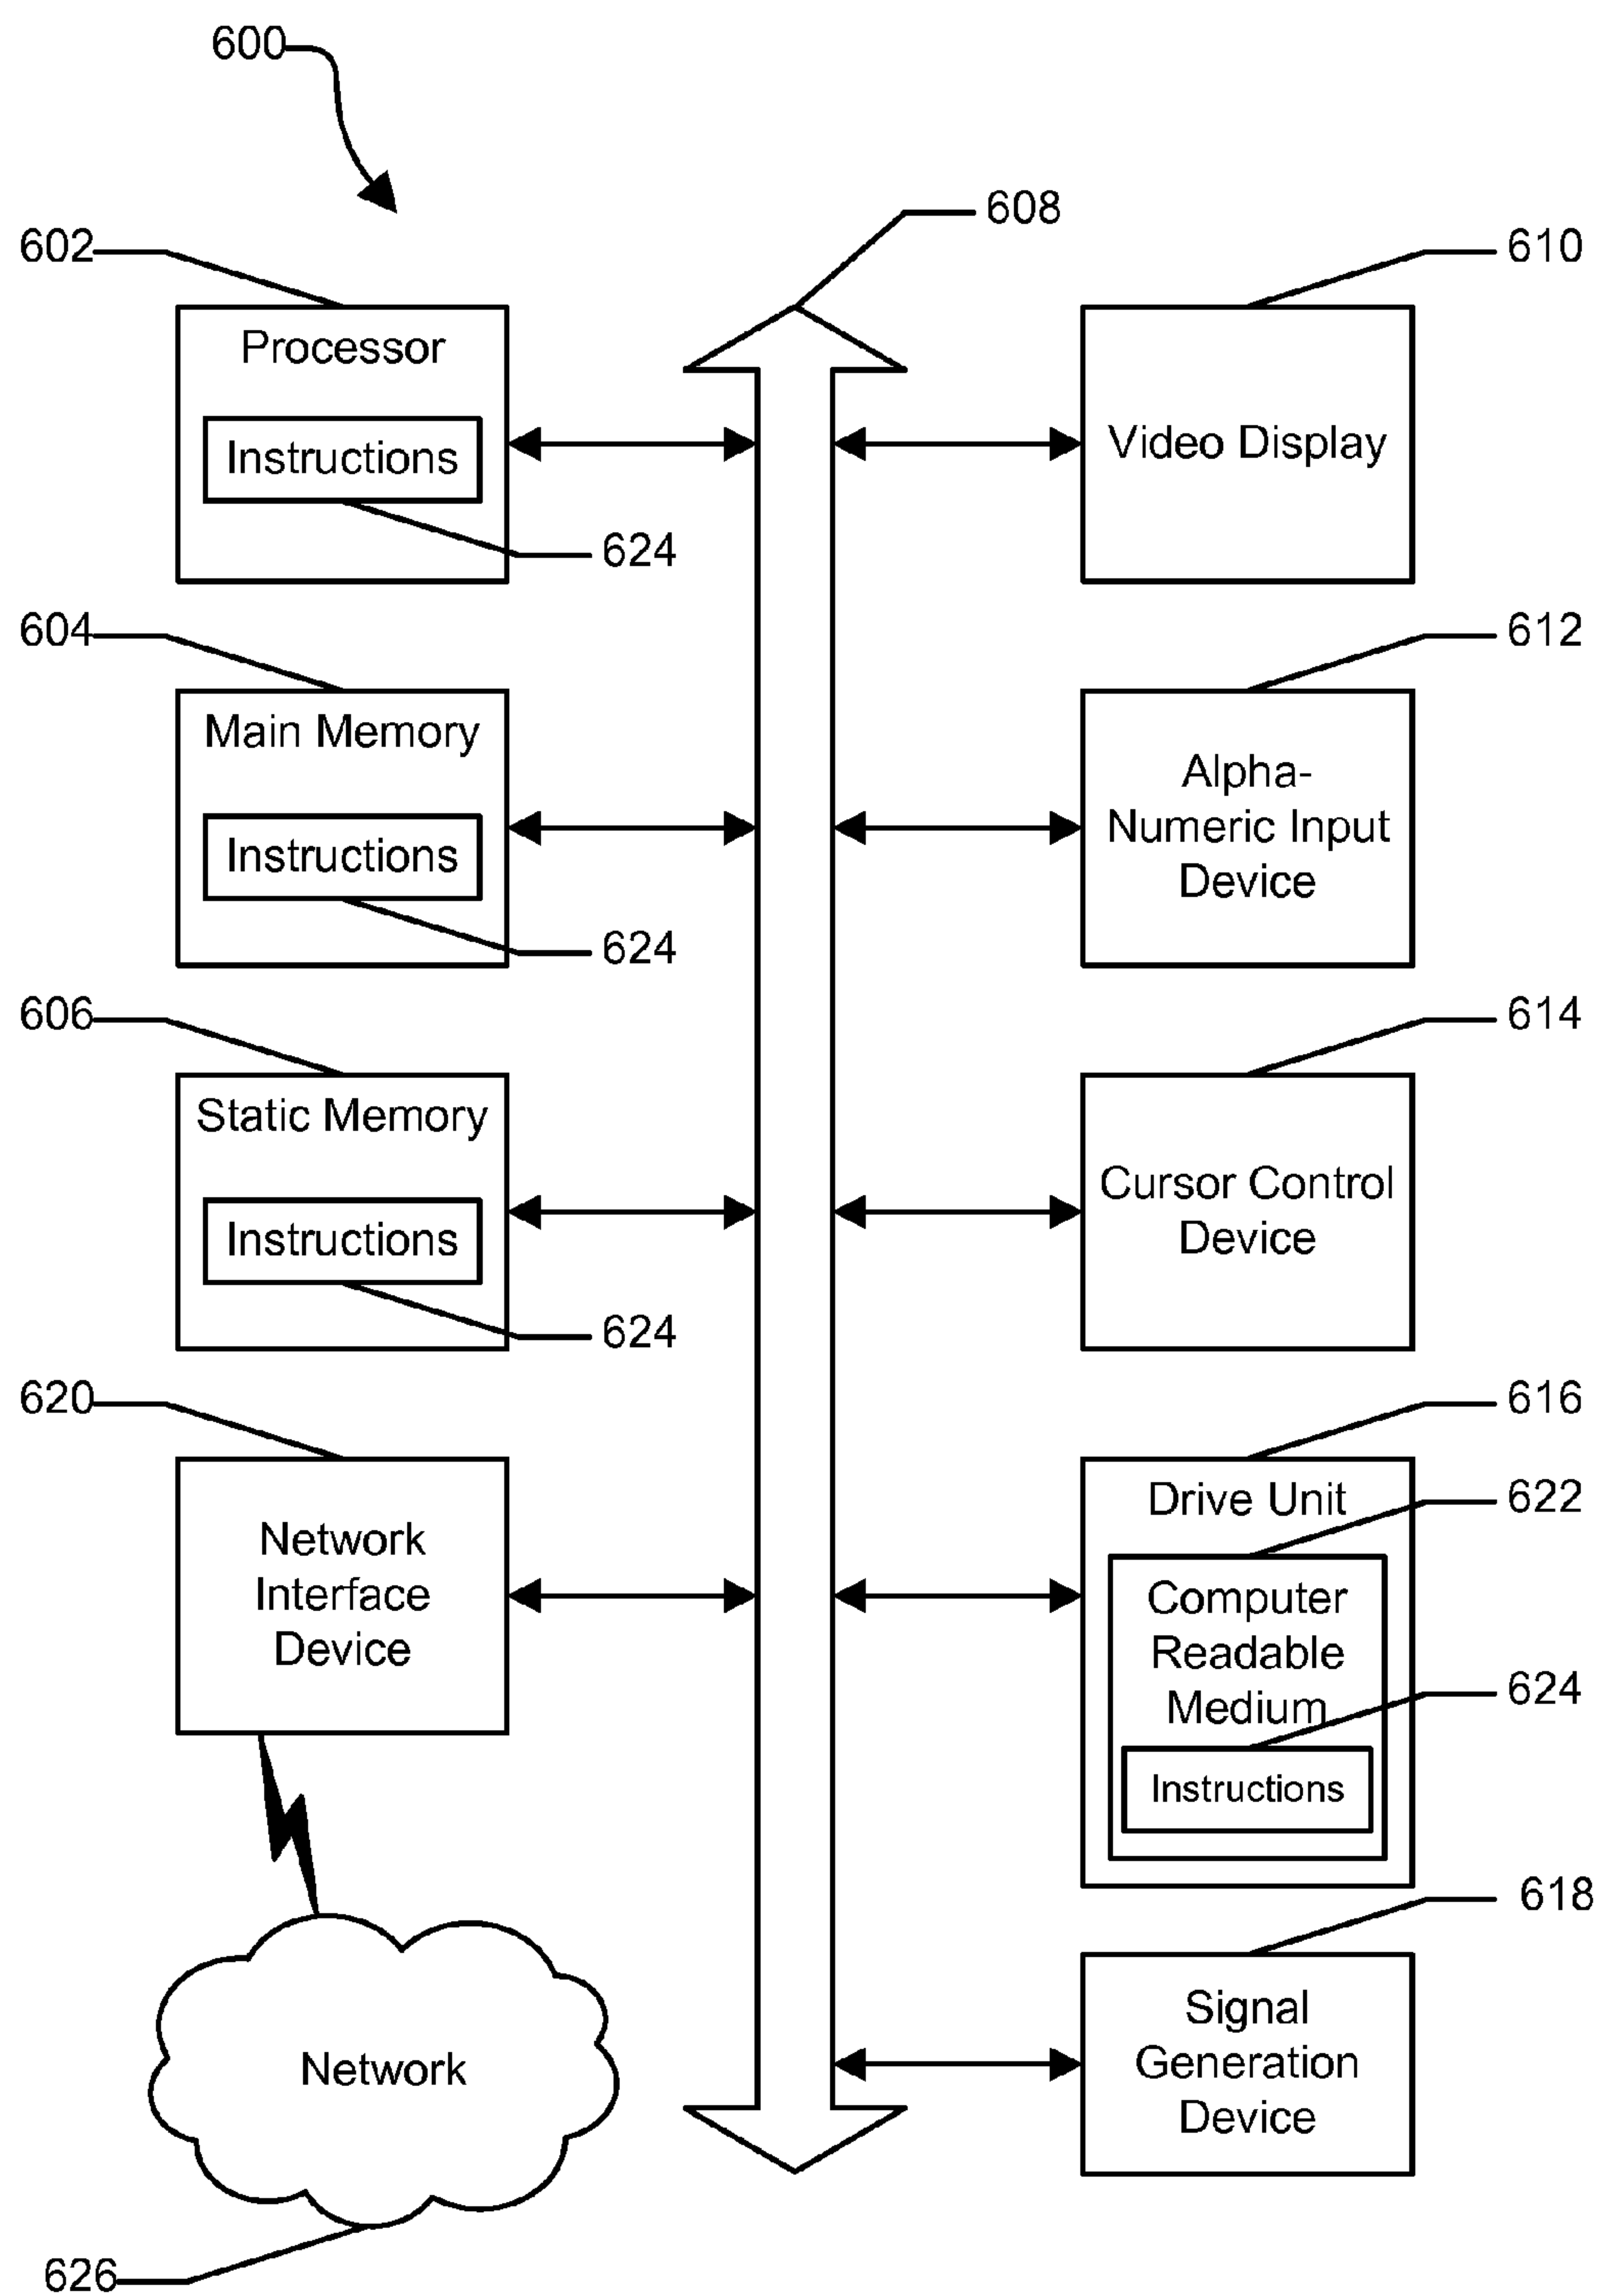 600
608
602
610
Processor
Instructions
Video Display
624
604
612
Main Memory
Instructions
Alpha-
Numeric Input
Device
624
606
614
Static Memory
Instructions
Cursor Control
Device
624
620
616
Network
Interface
Device
Drive Unit
622
Computer
Readable
Medium
624
Instructions
618
Network
Signal
Generation
Device
626